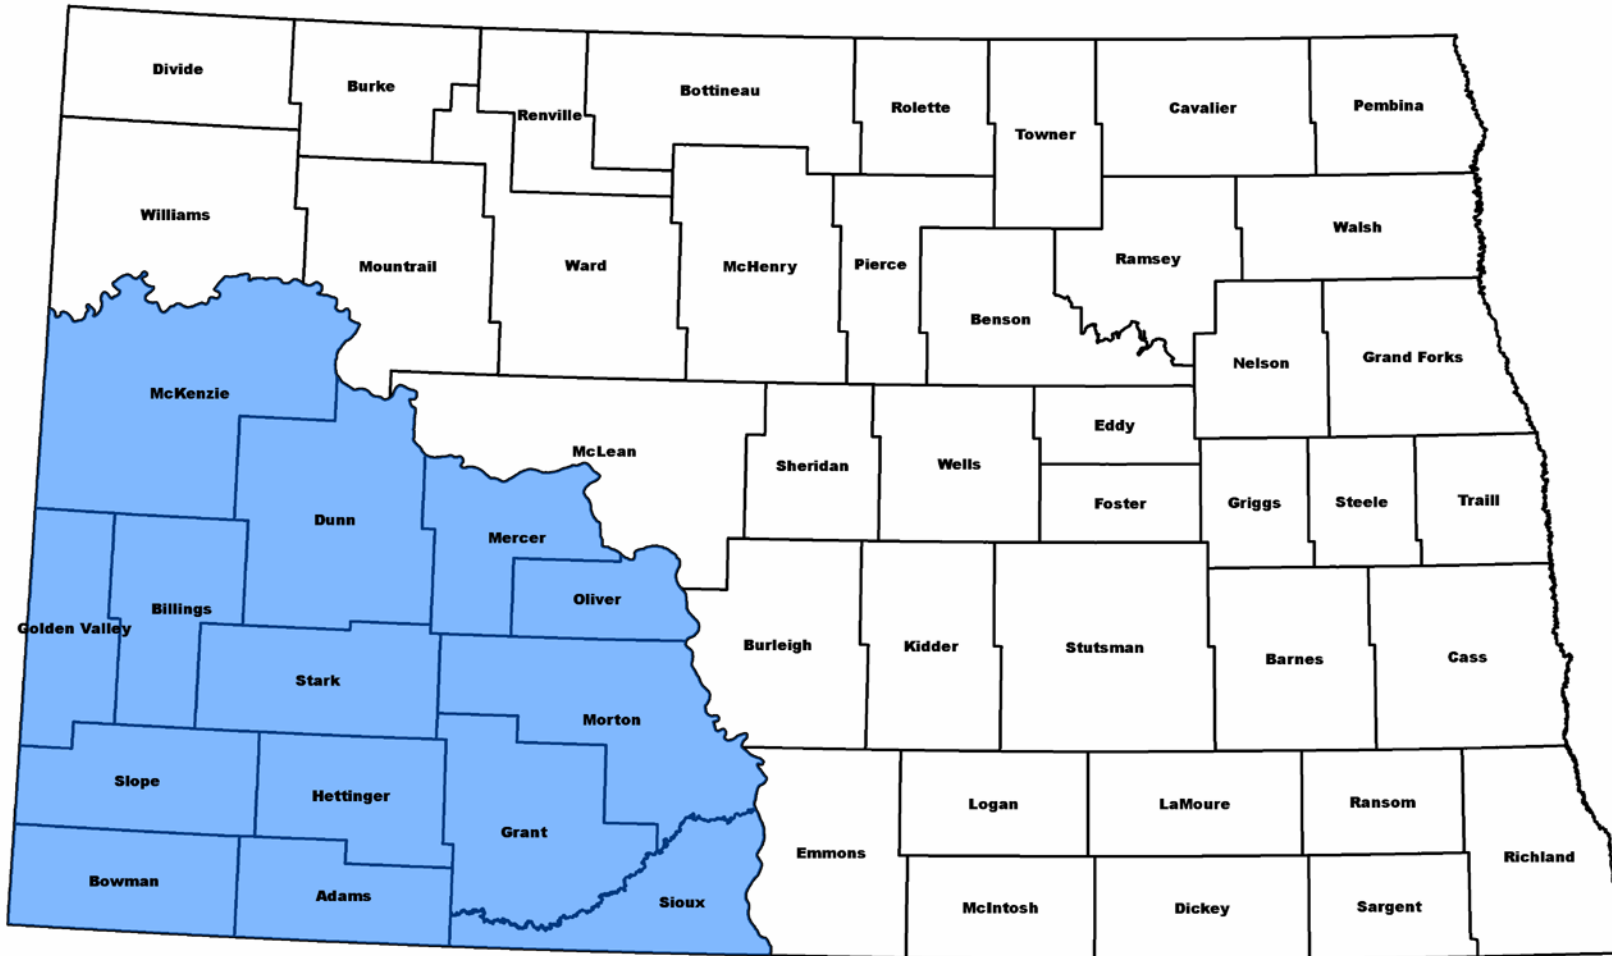 Divide
Burke
Renville
Bottineau
Rolette
Towner
Cavalier
Pembina
Williams
Mountrail
Ward
McHenry
Pierce
Benson
Ramsey
Walsh
Nelson
Grand Forks
McKenzie
Dunn
McLean
Mercer
Oliver
Sheridan
Wells
Eddy
Foster
Griggs
Steele
Traill
Golden Valley
Billings
Stark
Morton
Burleigh
Kidder
Stutsman
Barnes
Cass
Slope
Hettinger
Grant
Bowman
Adams
Sioux
Emmons
Logan
LaMoure
Ransom
Richland
McIntosh
Dickey
Sargent